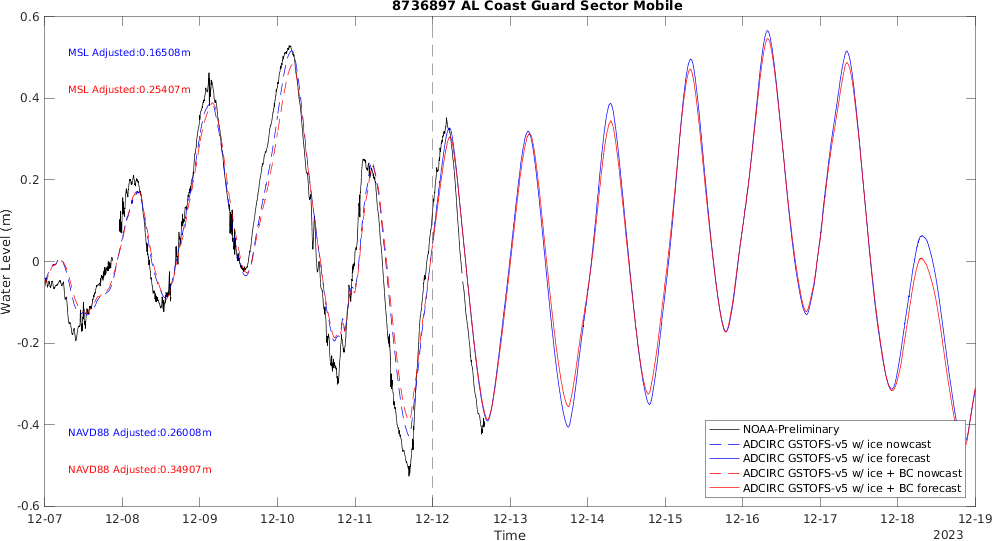 8736897 AL Coast Guard Sector Mobile
0.6
0.4
0.2
0
-0.2
-0.4
-0.6
Water Level (m)
MSL Adjusted:0.16508m
MSL Adjusted:0.25407m
NAVD88 Adjusted:0.26008m
NAVD88 Adjusted:0.34907m
NOAA-Preliminary
ADCIRC GSTOFS-v5 w/ ice nowcast
ADCIRC GSTOFS-v5 w/ ice forecast
ADCIRC GSTOFS-v5 w/ ice + BC nowcast
ADCIRC GSTOFS-v5 w/ ice + BC forecast
12-07 12-08 12-09 12-10 12-11 12-12 12-13 12-14 12-15 12-16 12-17 12-18 12-19
Time
2023